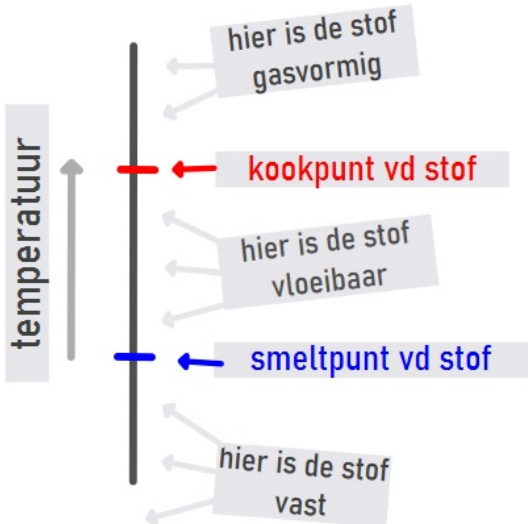 hier is de stof
gasvormig
temperatuur
kookpunt vd stof
hier is de stof
vloeibaar
smeltpunt vd stof
hier is de stof
vast